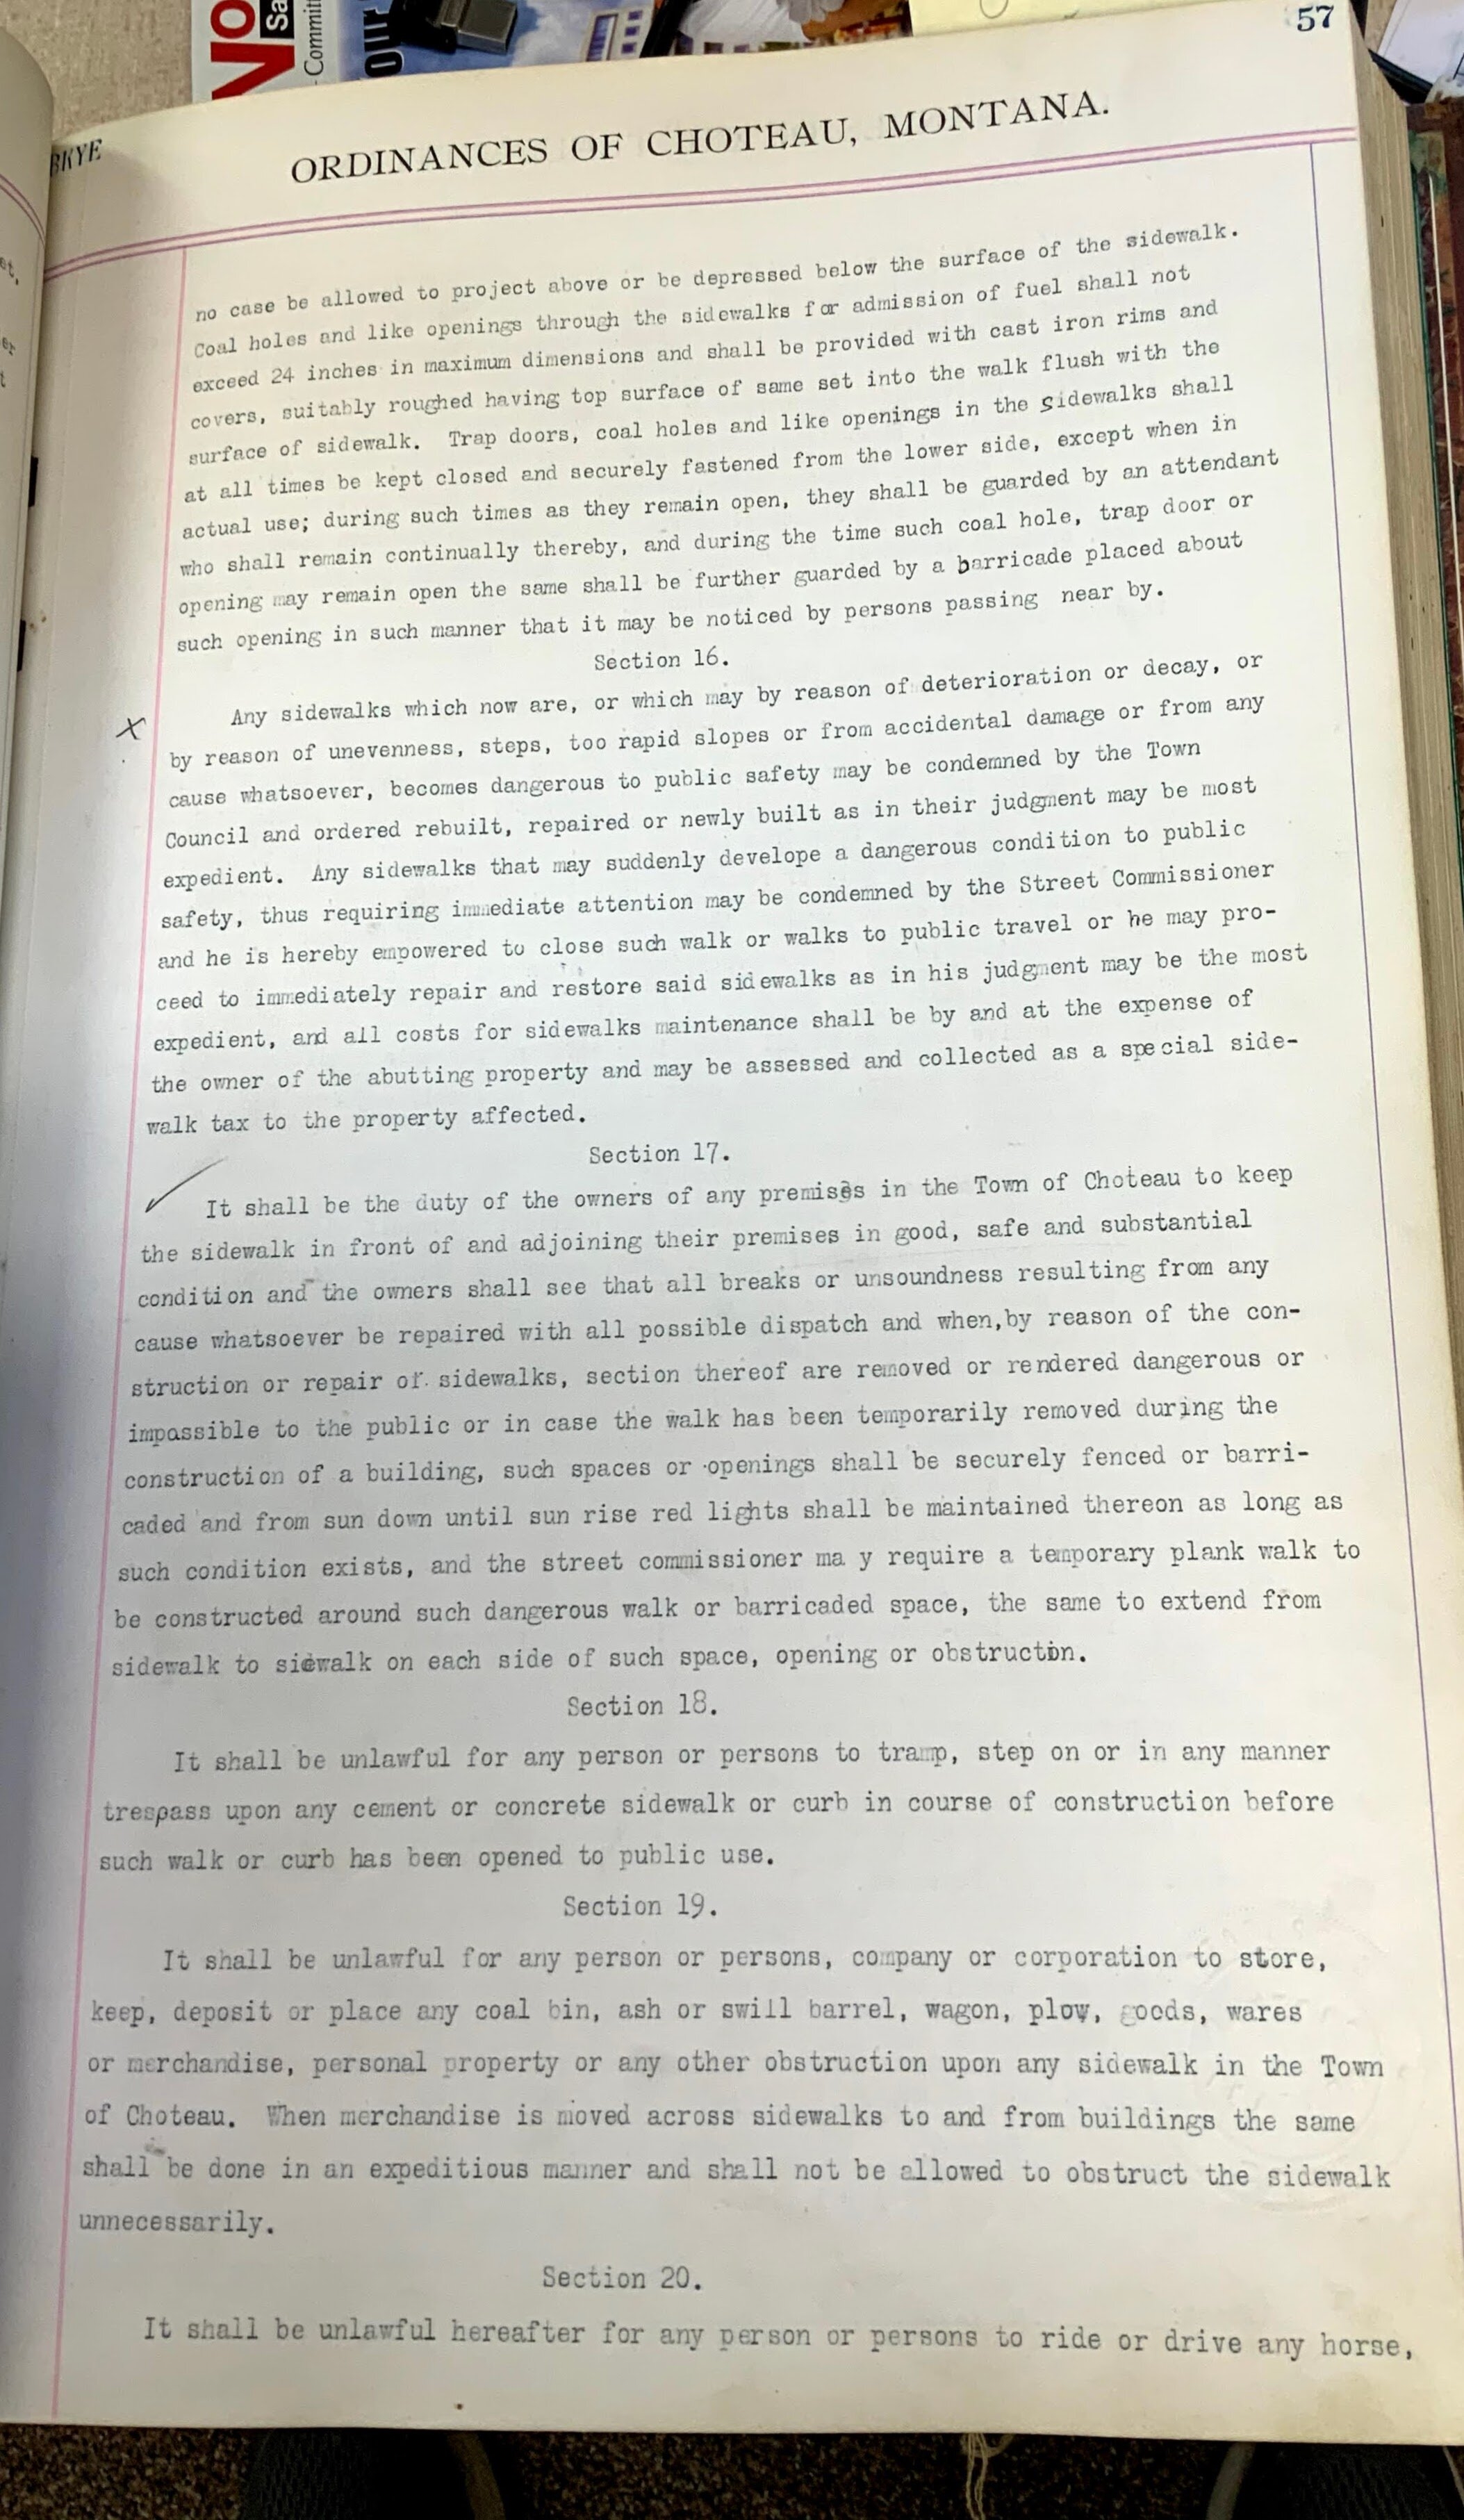 NO
Sa
Committ
57
BKYE
ORDINANCES OF CHOTEAU, MONTANA.
et.
er
t
no case be allowed to project above or be depressed below the surface of the sidewalk.
Coal holes and like openings through the sidewalks for admission of fuel shall not
exceed 24 inches in maximum dimensions and shall be provided with cast iron rims and
covers, suitably roughed having top surface of same set into the walk flush with the
surface of sidewalk. Trap doors, coal holes and like openings in the sidewalks shall
at all times be kept closed and securely fastened from the lower side, except when in
actual use; during such times as they remain open, they shall be guarded by an attendant
who shall remain continually thereby, and during the time such coal hole, trap door or
opening may remain open the same shall be further guarded by a barricade placed about
such opening in such manner that it may be noticed by persons passing near by.
Section 16.
X Any sidewalks which now are, or which may by reason of deterioration or decay, or
by reason of unevenness, steps, too rapid slopes or from accidental damage or from any
cause whatsoever, becomes dangerous to public safety may be condemned by the Town
Council and ordered rebuilt, repaired or newly built as in their judgment may be most
expedient. Any sidewalks that may suddenly develope a dangerous condition to public
safety, thus requiring immediate attention may be condemned by the Street Commissioner
and he is hereby empowered to close such walk or walks to public travel or he may pro-
ceed to immediately repair and restore said sidewalks as in his judgment may be the most
expedient, and all costs for sidewalks maintenance shall be by and at the expense of
the owner of the abutting property and may be assessed and collected as a special side-
walk tax to the property affected.
Section 17.
✓ It shall be the duty of the owners of any premises in the Town of Choteau to keep
the sidewalk in front of and adjoining their premises in good, safe and substantial
condition and the owners shall see that all breaks or unsoundness resulting from any
cause whatsoever be repaired with all possible dispatch and when,by reason of the con-
struction or repair of sidewalks, section thereof are removed or rendered dangerous or
impassible to the public or in case the walk has been temporarily removed during the
construction of a building, such spaces or openings shall be securely fenced or barri-
caded and from sun down until sun rise red lights shall be maintained thereon as long as
such condition exists, and the street commissioner ma y require a temporary plank walk to
be constructed around such dangerous walk or barricaded space, the same to extend from
sidewalk to sidwalk on each side of such space, opening or obstructon.
Section 18.
It shall be unlawful for any person or persons to tramp, step on or in any manner
trespass upon any cement or concrete sidewalk or curb in course of construction before
such walk or curb has been opened to public use.
Section 19.
It shall be unlawful for any person or persons, company or corporation to store,
keep, deposit or place any coal bin, ash or swill barrel, wagon, plow, goods, wares
or merchandise, personal property or any other obstruction upon any sidewalk in the Town
of Choteau. When merchandise is moved across sidewalks to and from buildings the same
shall be done in an expeditious manner and shall not be allowed to obstruct the sidewalk
unnecessarily.
Section 20.
It shall be unlawful hereafter for any person or persons to ride or drive any horse,